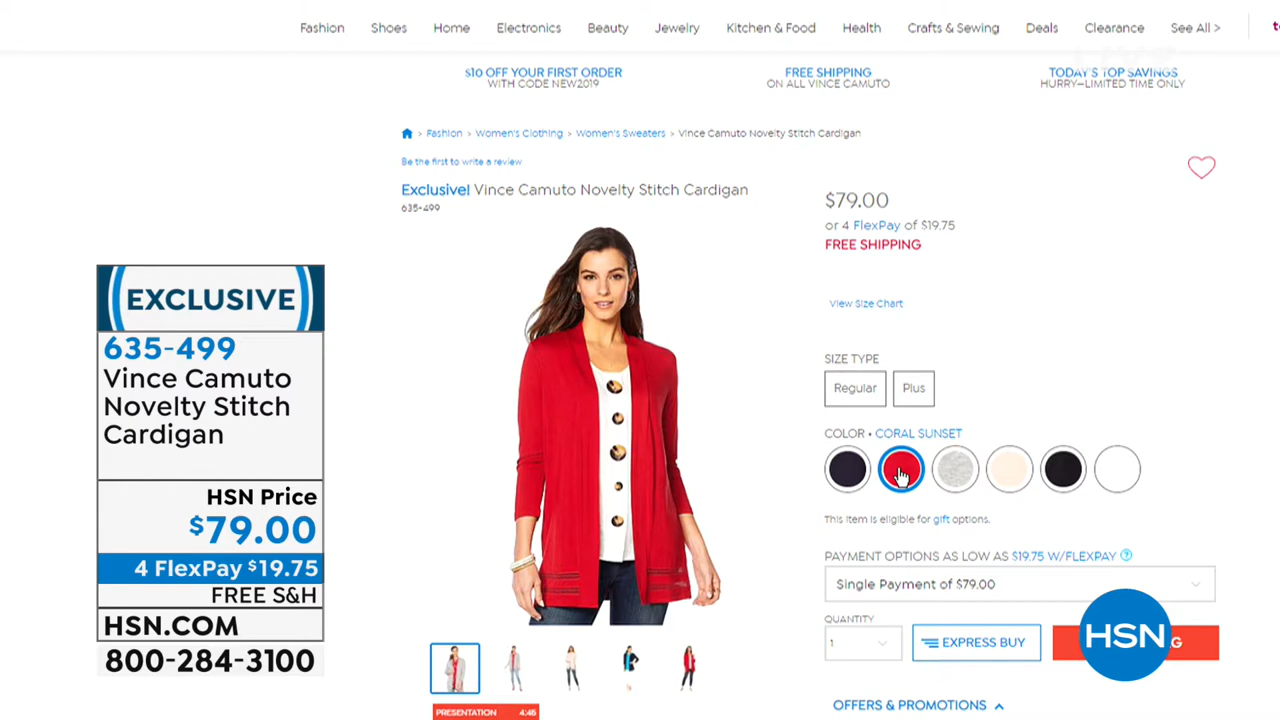 Fashion Shoes Home Electronics Beauty Jewelry Kitchen & Food Health Crafts & Sewing Deals Clearance See All >
$10 OFF YOUR FIRST ORDER
WITH CODE NEW2019
FREE SHIPPING
ON ALL VINCE CAMUTO
TODAY'S TOP SAVINGS
HURRY—LIMITED TIME ONLY
Fashion > Women's Clothing > Women's Sweaters > Vince Camuto Novelty Stitch Cardigan
Be the first to write a review
Exclusive! Vince Camuto Novelty Stitch Cardigan
635-499
$79.00
or 4 FlexPay of $19.75
FREE SHIPPING
View Size Chart
SIZE TYPE
Regular Plus
COLOR • CORAL SUNSET
This item is eligible for gift options.
PAYMENT OPTIONS AS LOW AS $19.75 W/FLEXPAY ?
Single Payment of $79.00
QUANTITY
1
EXPRESS BUY
HSN
OFFERS & PROMOTIONS
PRESENTATION 4:46
EXCLUSIVE
635-499
Vince Camuto
Novelty Stitch
Cardigan
HSN Price
$79.00
4 FlexPay $19.75
FREE S&H
HSN.COM
800-284-3100